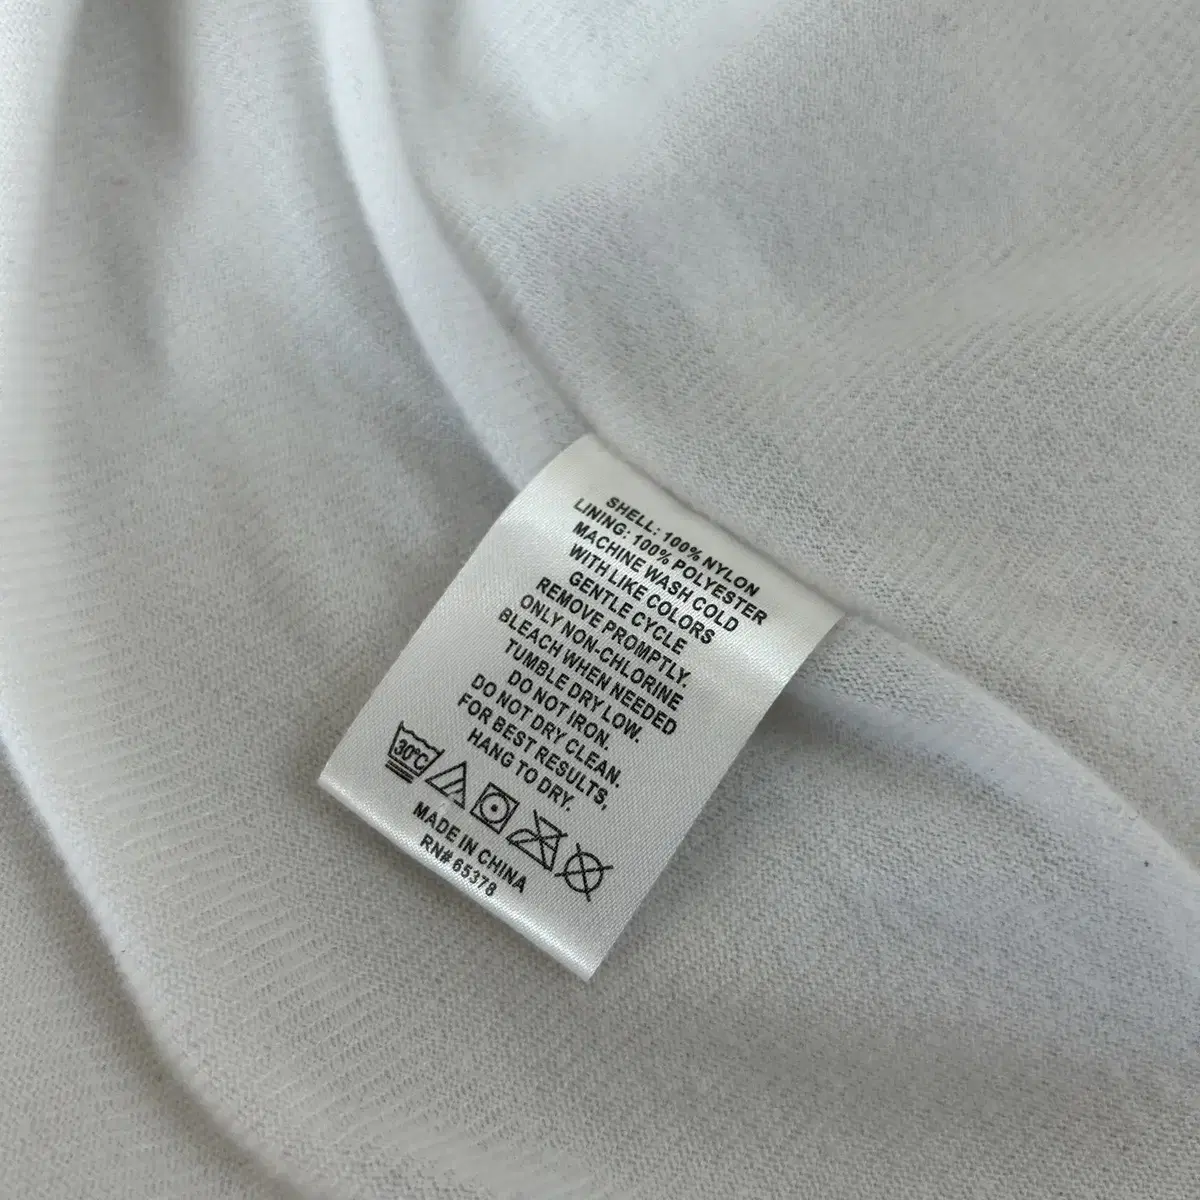 SHELL: 100% NYLON
LINING: 100% POLYESTER
MACHINE WASH COLD
WITH LIKE COLORS
GENTLE CYCLE
REMOVE PROMPTLY.
ONLY NON-CHLORINE
BLEACH WHEN NEEDED
TUMBLE DRY LOW.
DO NOT IRON.
DO NOT DRY CLEAN.
FOR BEST RESULTS,
HANG TO DRY.
30°C
MADE IN CHINA
RN# 65378